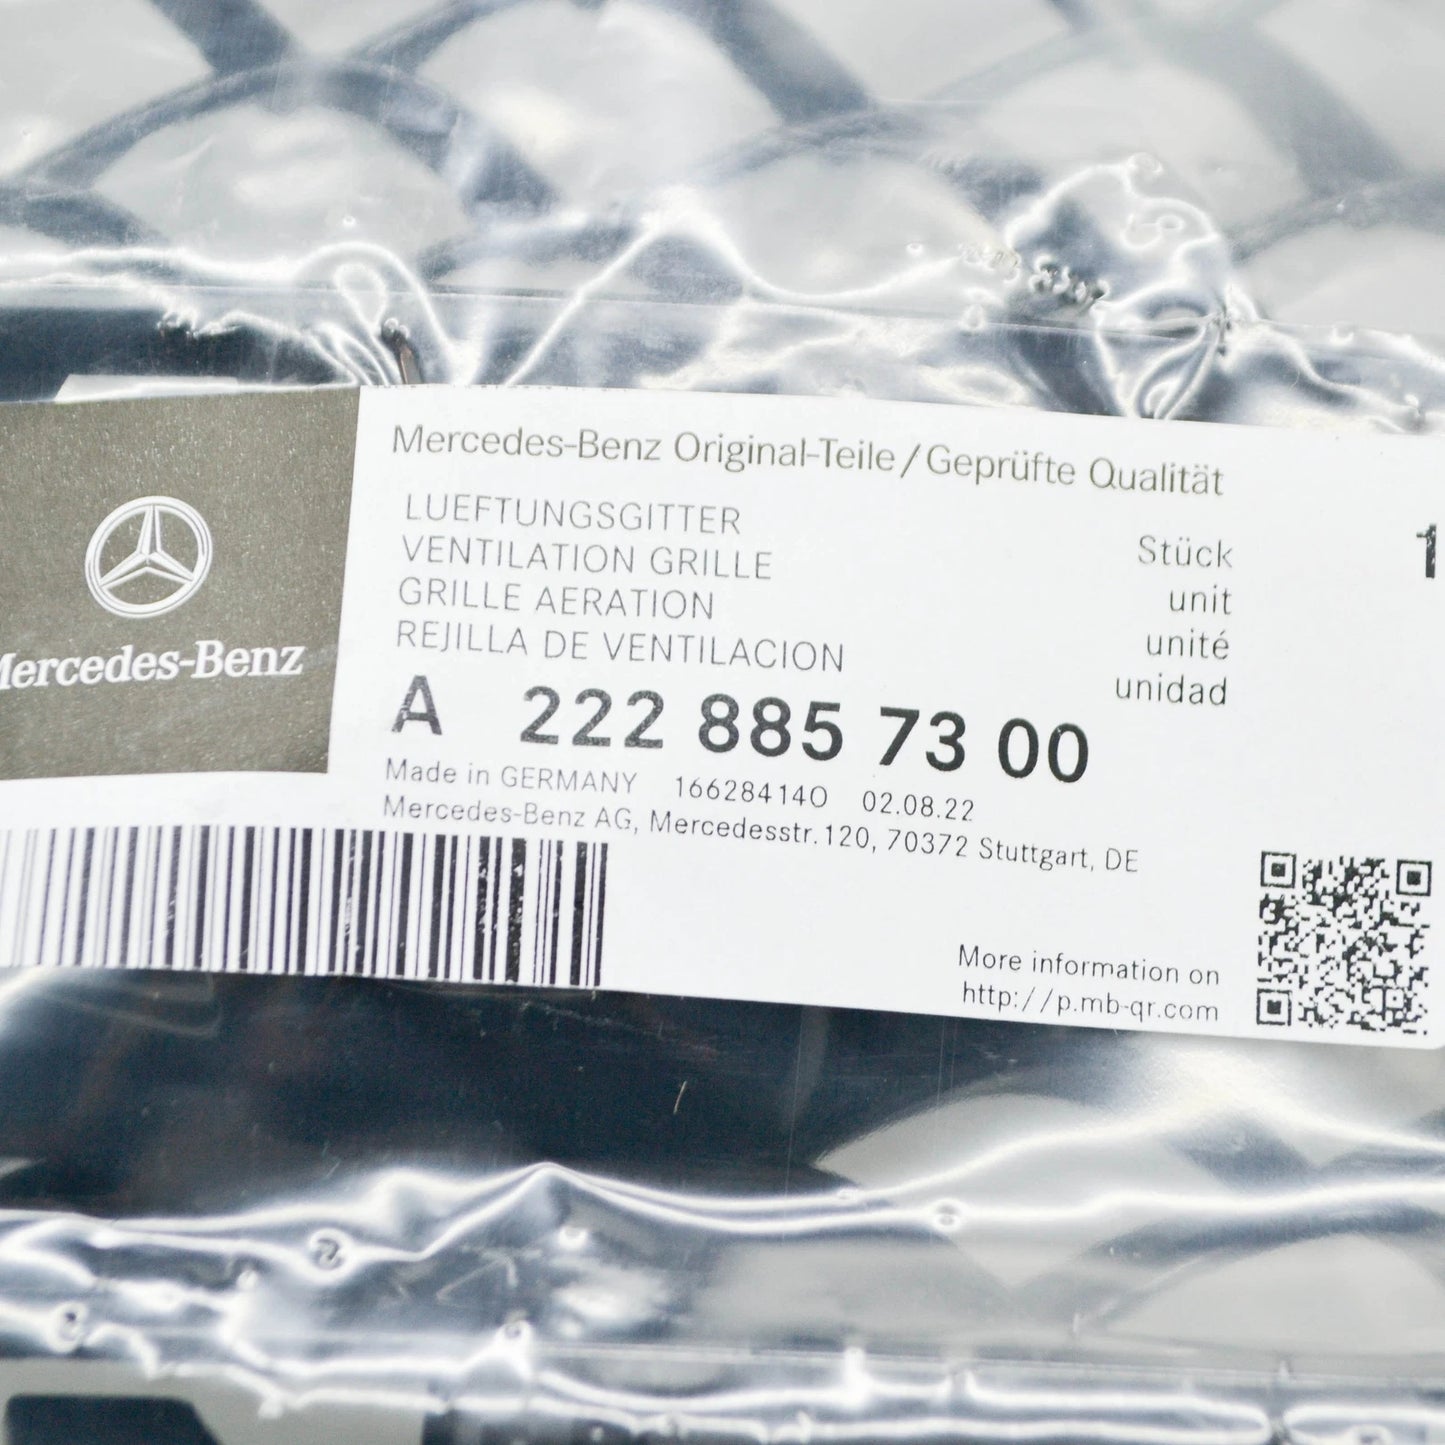 Mercedes-Benz
Mercedes-Benz Original-Teile/Geprüfte Qualität
LUEFTUNGSGITTER
VENTILATION GRILLE
GRILLE AERATION
REJILLA DE VENTILACION
Stück 1
unit
unité
unidad
A 222 885 73 00
Made in GERMANY 166284140 02.08.22
Mercedes-Benz AG, Mercedesstr.120, 70372 Stuttgart, DE
More information on
http://p.mb-qr.com